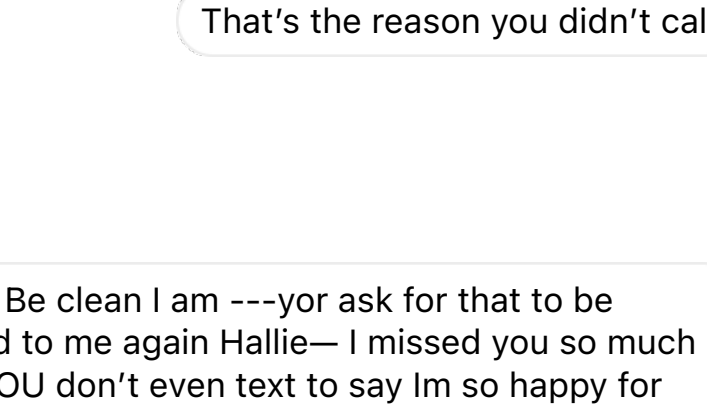 That’s the reason you didn’t cal
Be clean I am ---yor ask for that to be
d to me again Hallie— I missed you so much
OU don’t even text to say Im so happy for